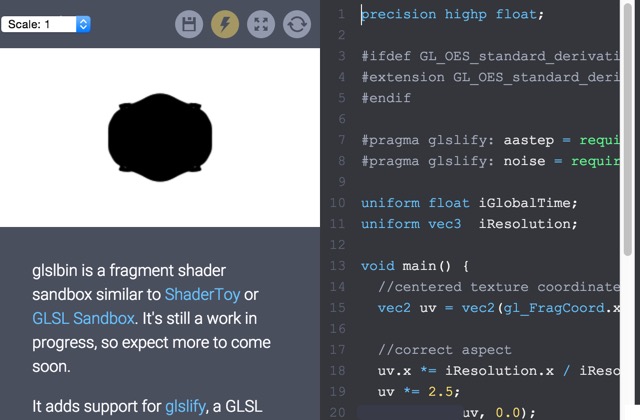 Scale: 1
glslbin is a fragment shader
sandbox similar to ShaderToy or
GLSL Sandbox. It's still a work in
progress, so expect more to come
soon.
It adds support for glslify, a GLSL
1 precision highp float;
2
3 #ifdef GL_OES_standard_derivati
4 #extension GL_OES_standard_deri
5 #endif
6
7 #pragma glslify: aastep = requi
8 #pragma glslify: noise = requir
9
10 uniform float iGlobalTime;
11 uniform vec3  iResolution;
12
13 void main() {
14 //centered texture coordinate
15 vec2 uv = vec2(gl_FragCoord.x
16
17 //correct aspect
18 uv.x *= iResolution.x / iReso
19 uv *= 2.5;
20 uv, 0.0);